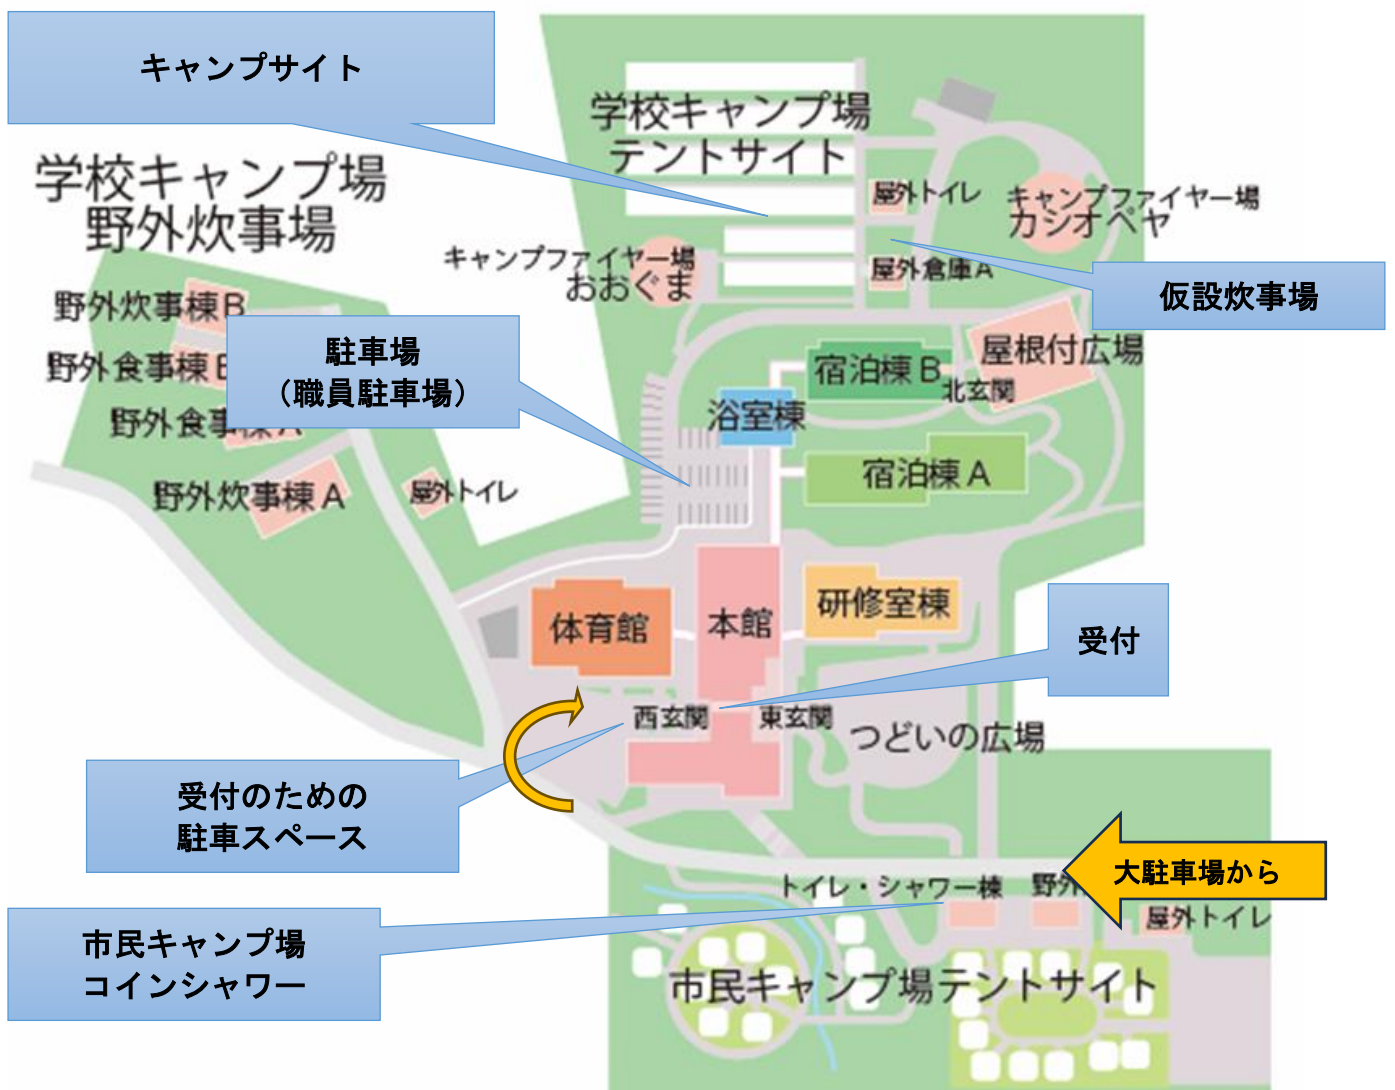 キャンプサイト
学校キャンプ場
テントサイト
学校キャンプ場
野外炊事場
屋外トイレ
キャンプファイヤー場
カシオペヤ
キャンプファイヤー場
おおぐま
屋外倉庫A
仮設炊事場
野外炊事棟B
野外食事棟
駐車場
（職員駐車場）
野外食事棟A
野外炊事棟A
屋外トイレ
宿泊棟B
屋根付広場
北玄関
浴室棟
宿泊棟A
体育館
本館
研修室棟
受付
西玄関
東玄関
つどいの広場
受付のための
駐車スペース
大駐車場から
トイレ・シャワー棟
野外
屋外トイレ
市民キャンプ場
コインシャワー
市民キャンプ場テントサイト